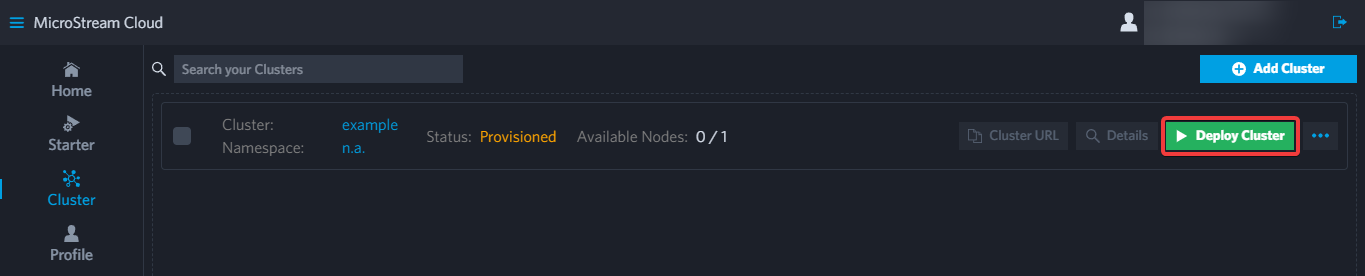 MicroStream Cloud
Search your Clusters
Add Cluster
Home
Starter
Cluster
Profile
Cluster: example
Namespace: n.a.
Status: Provisioned
Available Nodes: 0 / 1
Cluster URL
Details
Deploy Cluster